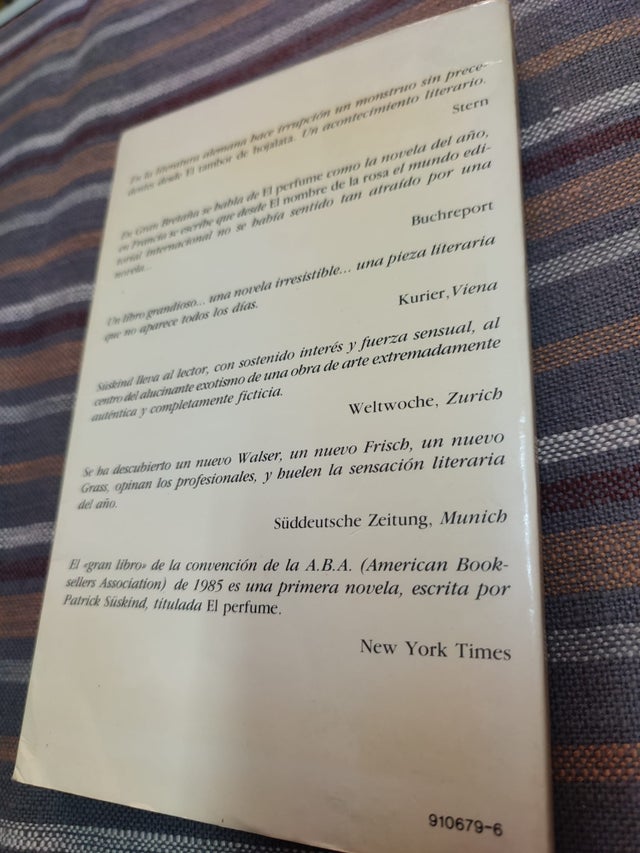 En la literatura alemana hace irrupción un monstruo sin prece-
dentes desde El tambor de hojalata. Un acontecimiento literario.
Stern
En Gran Bretaña se habla de El perfume como la novela del año,
en Francia se escribe que desde El nombre de la rosa el mundo edi-
torial internacional no se había sentido tan atraído por una
novela...
Buchreport
Un libro grandioso... una novela irresistible... una pieza literaria
que no aparece todos los días.
Kurier, Viena
Süskind lleva al lector, con sostenido interés y fuerza sensual, al
centro del alucinante exotismo de una obra de arte extremadamente
auténtica y completamente ficticia.
Weltwoche, Zurich
Se ha descubierto un nuevo Walser, un nuevo Frisch, un nuevo
Grass, opinan los profesionales, y huelen la sensación literaria
del año.
Süddeutsche Zeitung, Munich
El «gran libro» de la convención de la A.B.A. (American Book-
sellers Association) de 1985 es una primera novela, escrita por
Patrick Süskind, titulada El perfume.
New York Times
910679-6